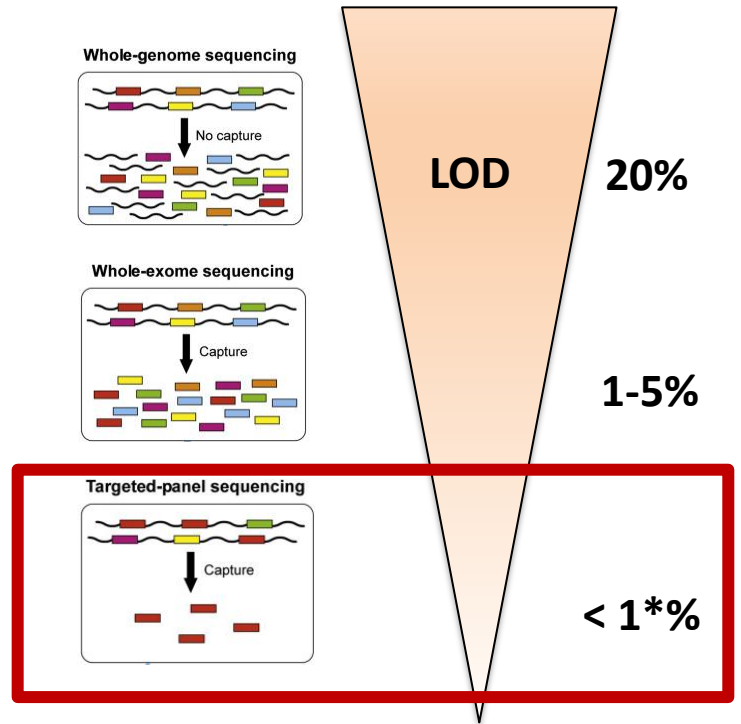 Whole-genome sequencing
No capture
LOD
20%
Whole-exome sequencing
Capture
1-5%
Targeted-panel sequencing
Capture
< 1*%